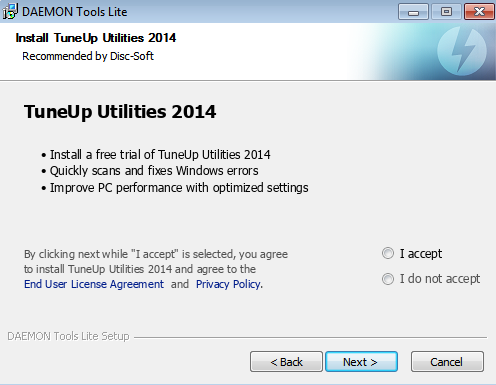 DAEMON Tools Lite
Install TuneUp Utilities 2014
Recommended by Disc-Soft
TuneUp Utilities 2014
• Install a free trial of TuneUp Utilities 2014
• Quickly scans and fixes Windows errors
• Improve PC performance with optimized settings
By clicking next while "I accept" is selected, you agree
to install TuneUp Utilities 2014 and agree to the
End User License Agreement and Privacy Policy.
I accept
I do not accept
DAEMON Tools Lite Setup
< Back
Next >
Cancel